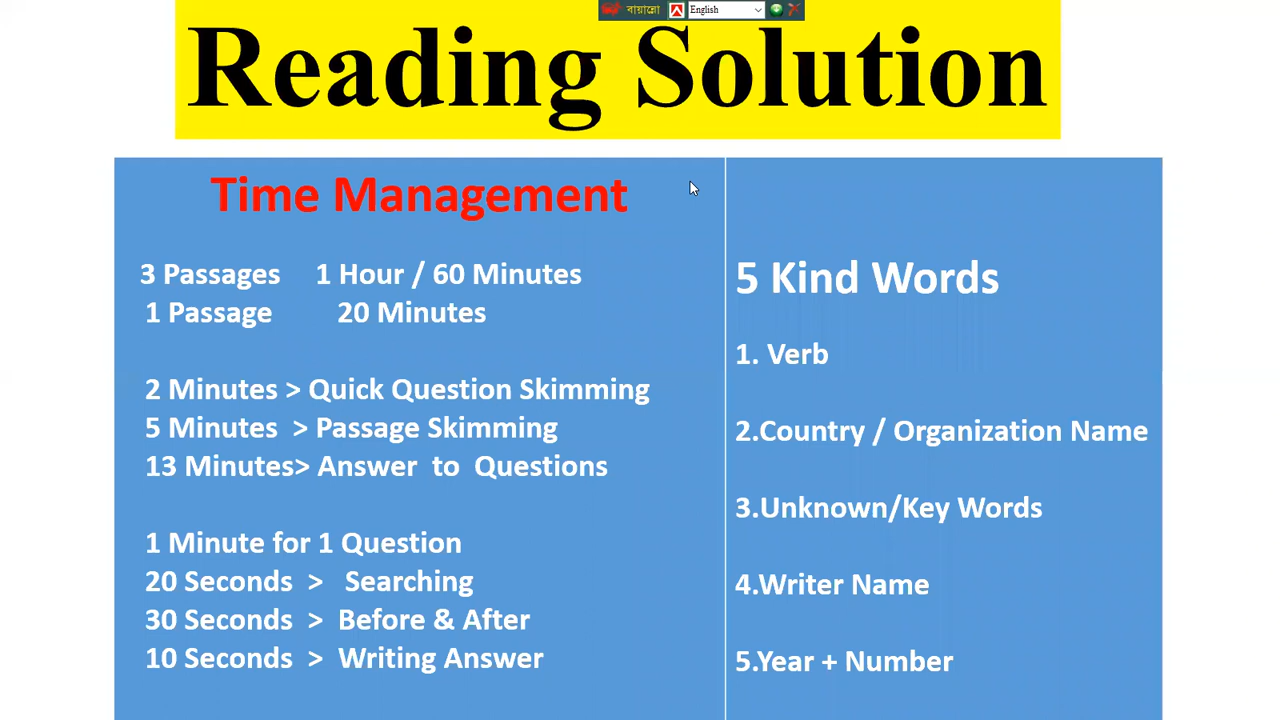 বায়ান্নো English
Reading Solution
Time Management
3 Passages 1 Hour / 60 Minutes
1 Passage 20 Minutes
2 Minutes > Quick Question Skimming
5 Minutes > Passage Skimming
13 Minutes> Answer to Questions
1 Minute for 1 Question
20 Seconds > Searching
30 Seconds > Before & After
10 Seconds > Writing Answer
5 Kind Words
1. Verb
2.Country / Organization Name
3.Unknown/Key Words
4.Writer Name
5.Year + Number